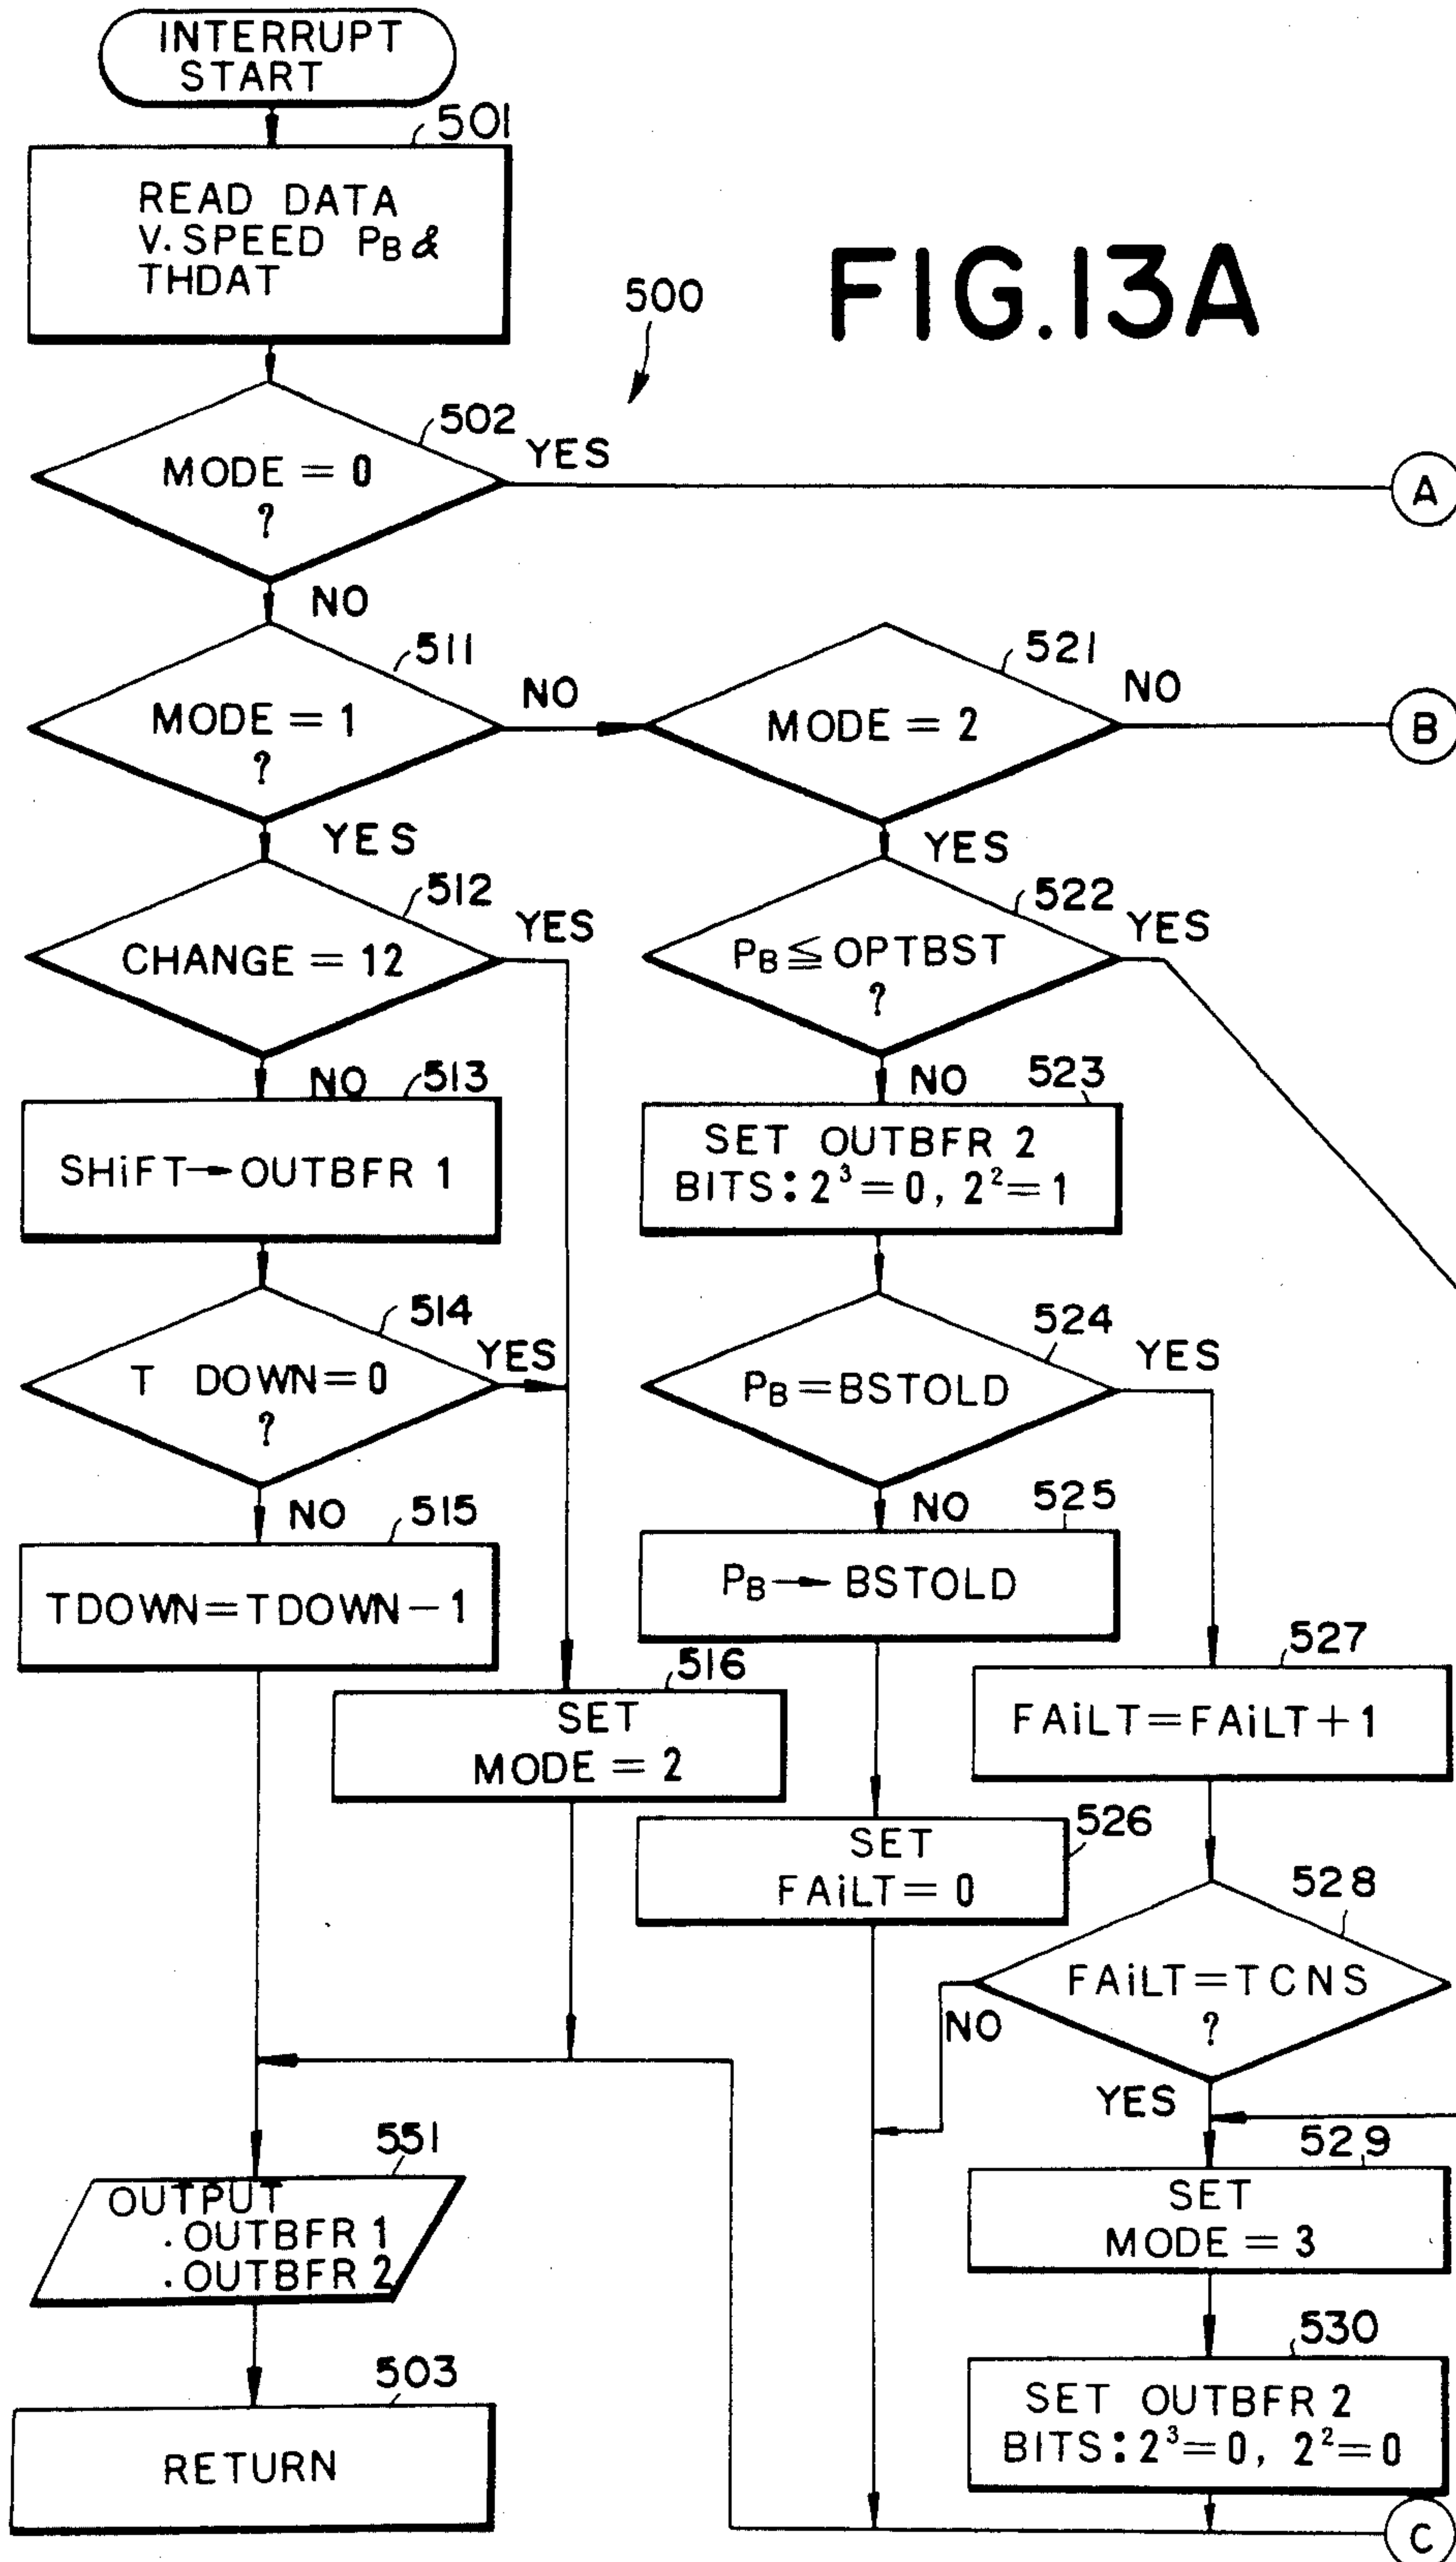 INTERRUPT
START
501
READ DATA
V.SPEED PB &
THDAT
500
FIG.13A
502
MODE = 0
?
YES
A
NO
511
MODE = 1
?
NO
521
MODE = 2
NO
B
YES
YES
512
CHANGE = 12
YES
522
PB ≦ OPTBST
?
YES
NO
513
SHiFT → OUTBFR 1
NO
523
SET OUTBFR 2
BITS: 2³=0, 2²=1
514
T DOWN=0
?
YES
524
PB = BSTOLD
YES
NO
515
TDOWN=TDOWN-1
NO
525
PB → BSTOLD
516
SET
MODE = 2
527
FAiLT=FAiLT+1
526
SET
FAiLT= 0
528
FAiLT=TCNS
?
NO
YES
551
OUTPUT
.OUTBFR 1
.OUTBFR 2
529
SET
MODE = 3
503
RETURN
530
SET OUTBFR 2
BITS: 2³=0, 2²=0
C